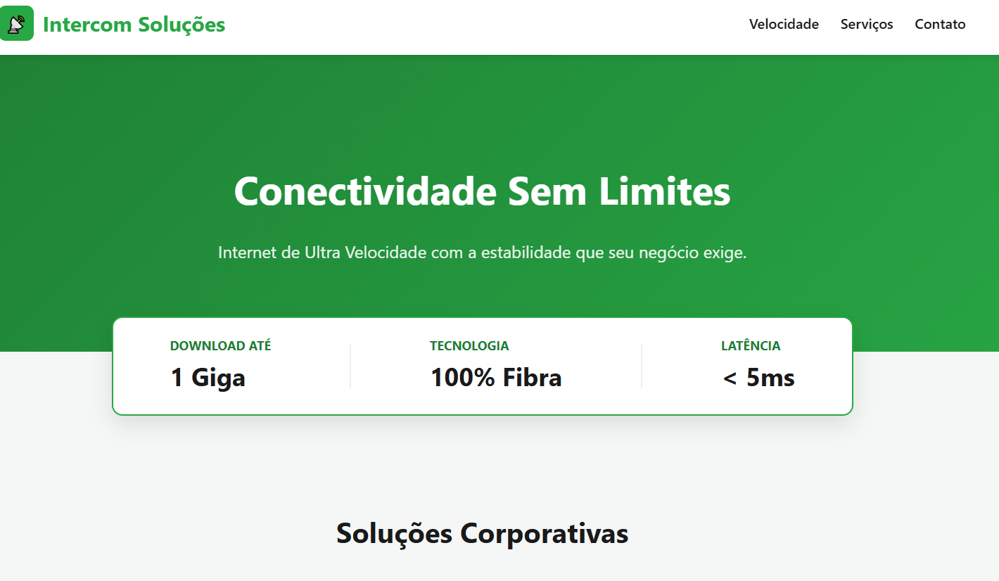 Intercom Soluções
Velocidade Serviços Contato
Conectividade Sem Limites
Internet de Ultra Velocidade com a estabilidade que seu negócio exige.
DOWNLOAD ATÉ
1 Giga
TECNOLOGIA
100% Fibra
LATÊNCIA
< 5ms
Soluções Corporativas